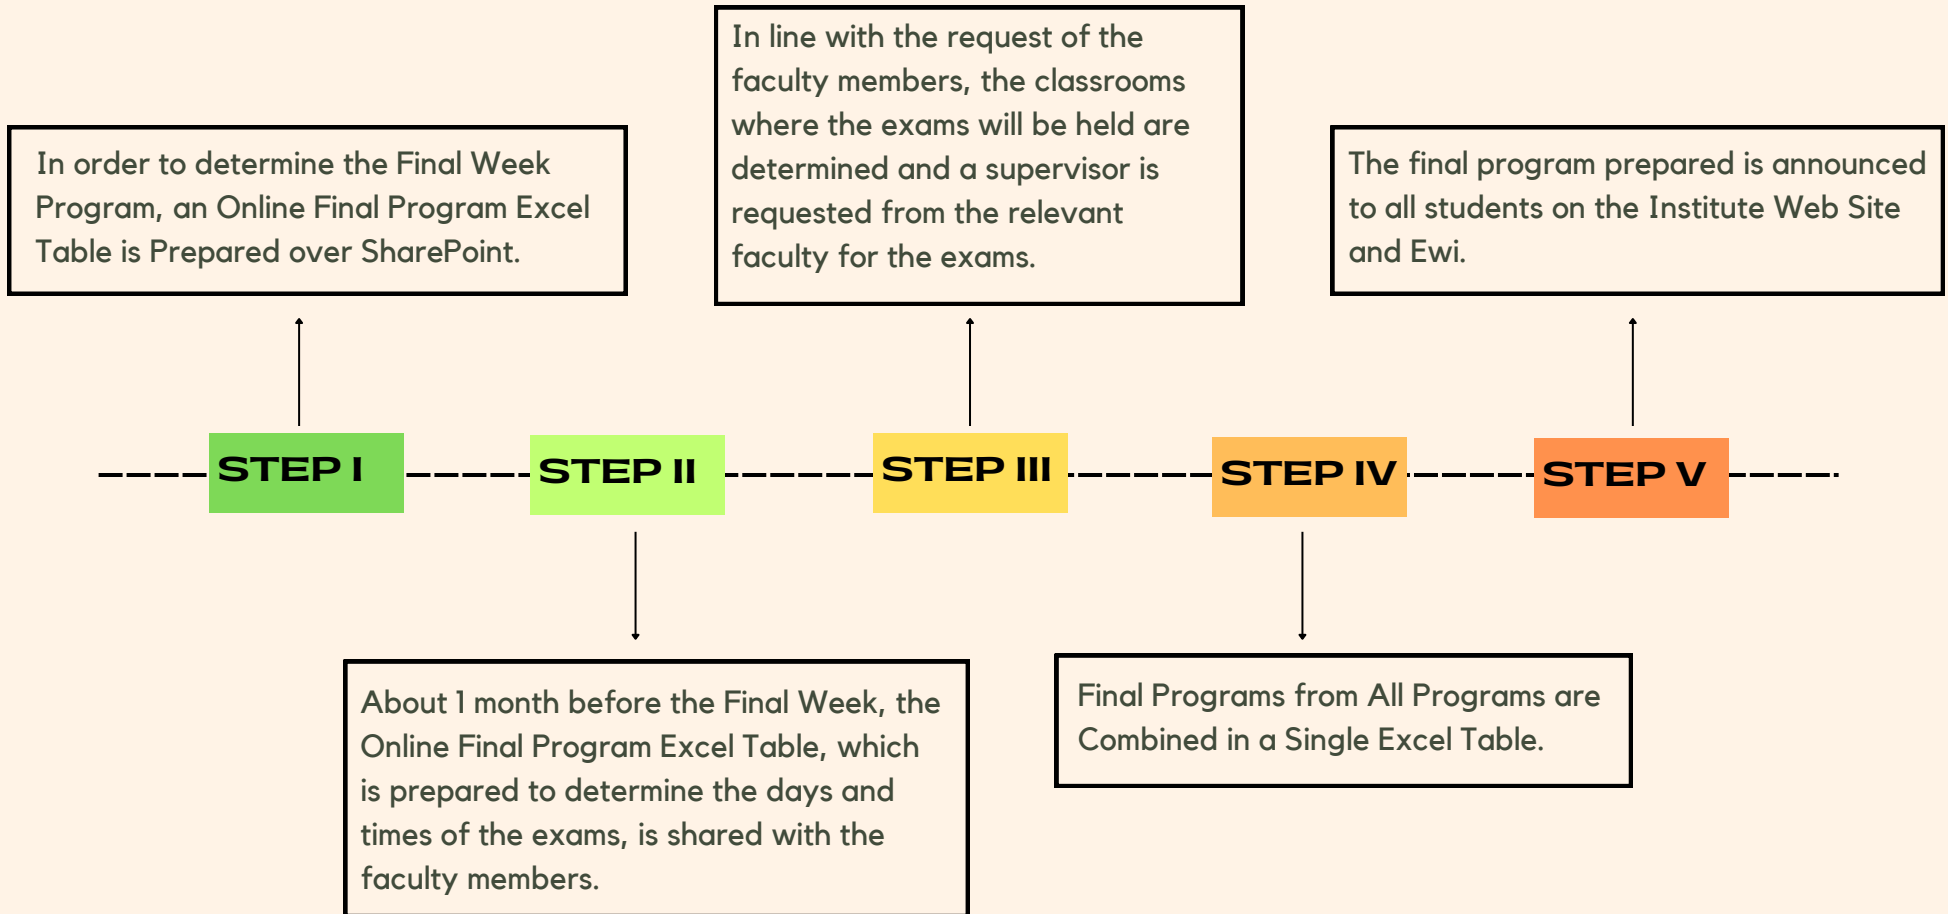 In order to determine the Final Week
Program, an Online Final Program Excel
Table is Prepared over SharePoint.
In line with the request of the
faculty members, the classrooms
where the exams will be held are
determined and a supervisor is
requested from the relevant
faculty for the exams.
The final program prepared is announced
to all students on the Institute Web Site
and Ewi.
STEP I
STEP II
STEP III
STEP IV
STEP V
About 1 month before the Final Week, the
Online Final Program Excel Table, which
is prepared to determine the days and
times of the exams, is shared with the
faculty members.
Final Programs from All Programs are
Combined in a Single Excel Table.